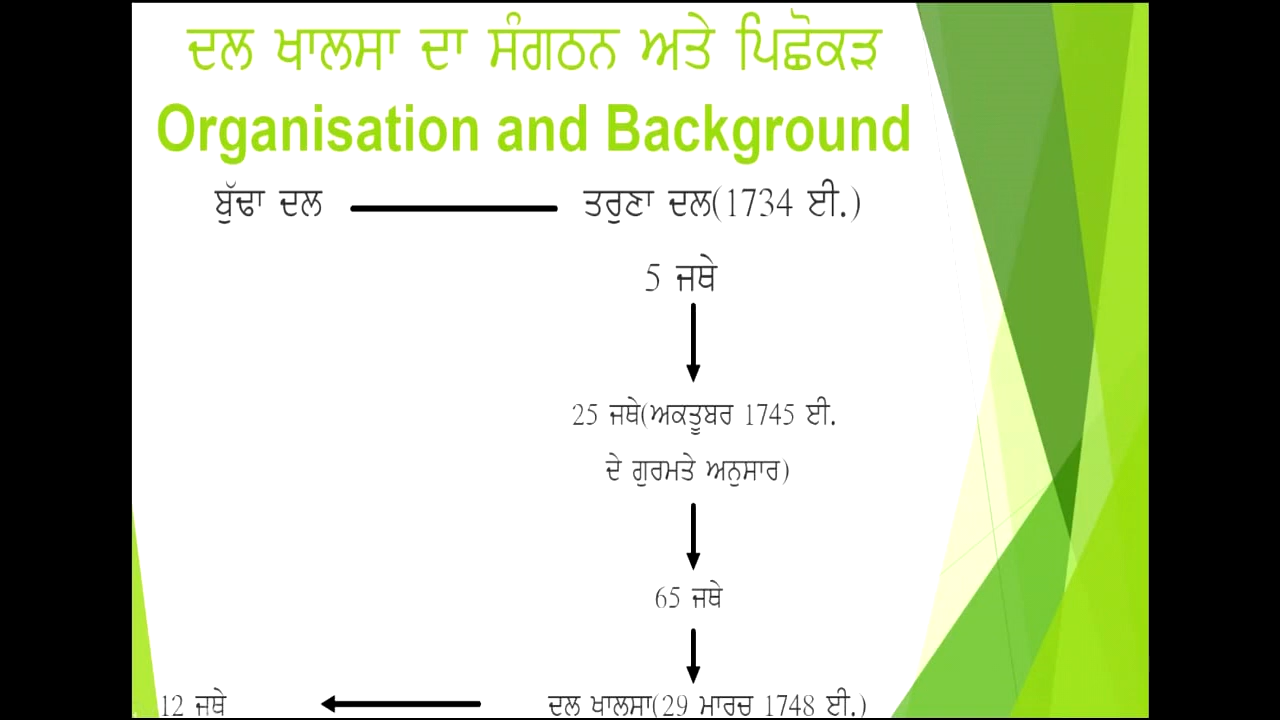 ਦਲ ਖਾਲਸਾ ਦਾ ਸੰਗਠਨ ਅਤੇ ਪਿਛੋਕੜ
Organisation and Background
ਬੁੱਢਾ ਦਲ ਤਰੁਣਾ ਦਲ(1734 ਈ.)
5 ਜਥੇ
25 ਜਥੇ(ਅਕਤੂਬਰ 1745 ਈ.
ਦੇ ਗੁਰਮਤੇ ਅਨੁਸਾਰ)
65 ਜਥੇ
12 ਜਥੇ ਦਲ ਖਾਲਸਾ(29 ਮਾਰਚ 1748 ਈ.)